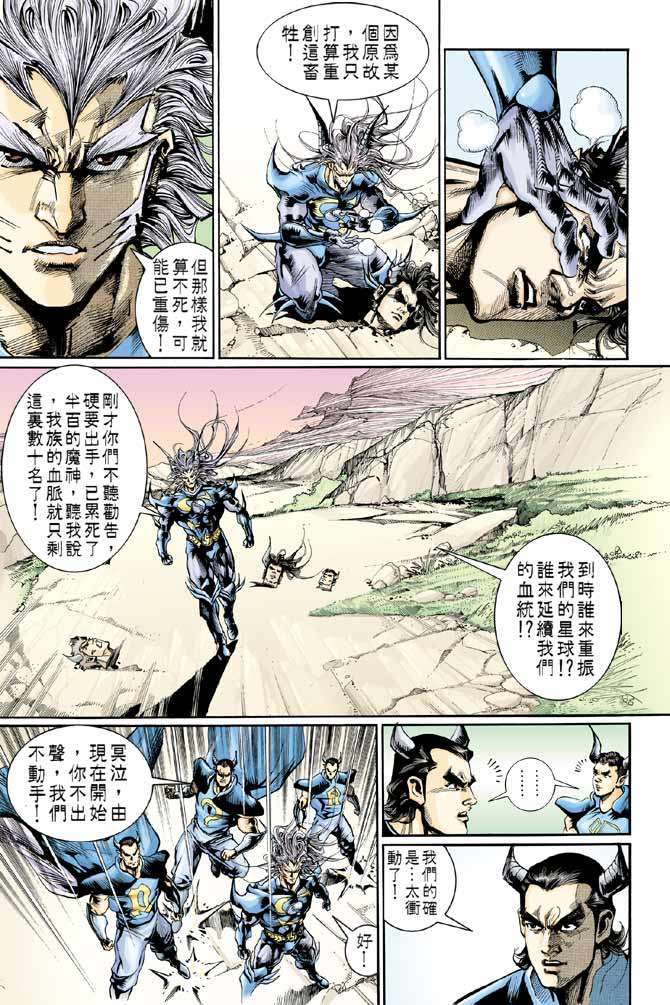 因爲某
個原故
，我只
打算重
創這畜
牲！
但那樣我就
算不死，可
能已重傷！
到時誰來重振
我們的星球!?
誰來延續我們
的血統!?
剛才你們不聽勸告，
硬要出手，已累死了
半百的魔神，聽我說
，我族的血脈就只剩
這裏數十名了！
⋯⋯
⋯⋯
我們的確
是⋯太衝
動了！
冥泣，由
現在開始
，你不出
聲，我們
不動手！
好！